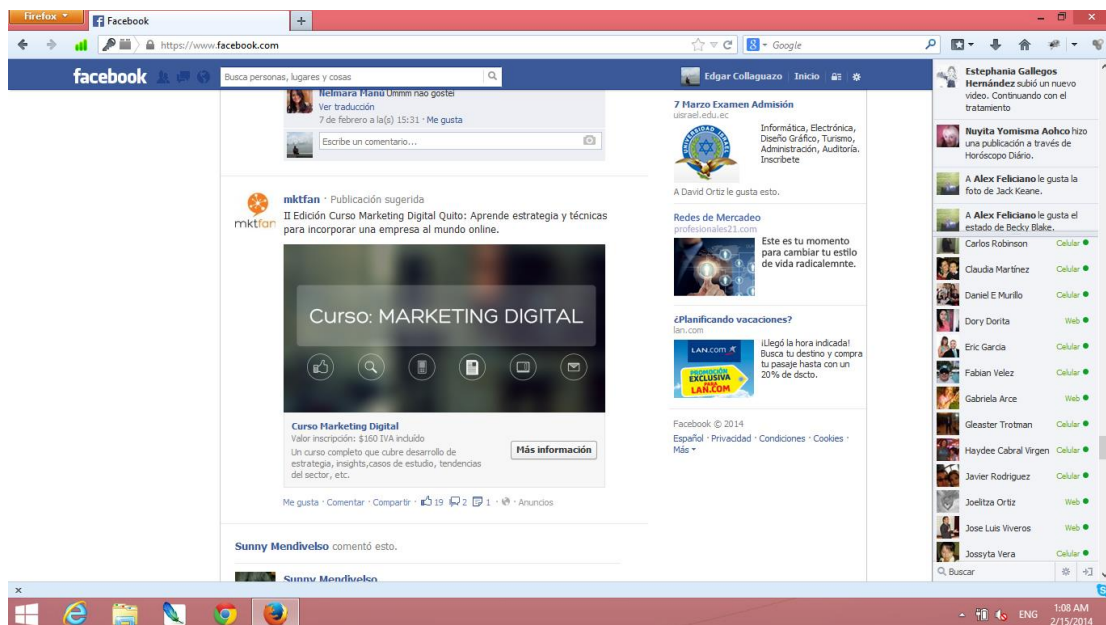 Firefox
Facebook
https://www.facebook.com
Google
facebook
Busca personas, lugares y cosas
Edgar Collaguazo
Inicio
Nelmara Manú Ummm nao gostei
Ver traducción
7 de febrero a la(s) 15:31 · Me gusta
Escribe un comentario...
mktfan · Publicación sugerida
mktfan
II Edición Curso Marketing Digital Quito: Aprende estrategia y técnicas
para incorporar una empresa al mundo online.
Curso: MARKETING DIGITAL
Curso Marketing Digital
Valor inscripción: $160 IVA incluído
Un curso completo que cubre desarrollo de
estrategia, insights,casos de estudio, tendencias
del sector, etc.
Más información
Me gusta · Comentar · Compartir · 19 2 1 · Anuncios
Sunny Mendivelso comentó esto.
Sunny Mendivelso
7 Marzo Examen Admisión
uisrael.edu.ec
Informática, Electrónica,
Diseño Gráfico, Turismo,
Administración, Auditoría.
Inscribete
A David Ortiz le gusta esto.
Redes de Mercadeo
profesionales21.com
Este es tu momento
para cambiar tu estilo
de vida radicalemnte.
¿Planificando vacaciones?
lan.com
LAN.COM
PROMOCIÓN
EXCLUSIVA
PARA
LAN.COM
¡Llegó la hora indicada!
Busca tu destino y compra
tu pasaje hasta con un
20% de dscto.
Facebook © 2014
Español · Privacidad · Condiciones · Cookies ·
Más
Estephania Gallegos
Hernández subió un nuevo
video. Continuando con el
tratamiento
Nuyita Yomisma Aohco hizo
una publicación a través de
Horóscopo Diário.
A Alex Feliciano le gusta la
foto de Jack Keane.
A Alex Feliciano le gusta el
estado de Becky Blake.
Carlos Robinson Celular
Claudia Martínez Celular
Daniel E Murillo Celular
Dory Dorita Web
Eric Garcia Celular
Fabian Velez Celular
Gabriela Arce Web
Gleaster Trotman Celular
Haydee Cabral Virgen Celular
Javier Rodriguez Celular
Joelitza Ortiz Web
Jose Luis Viveros Web
Jossyta Vera Celular
Buscar
ENG
1:08 AM
2/15/2014